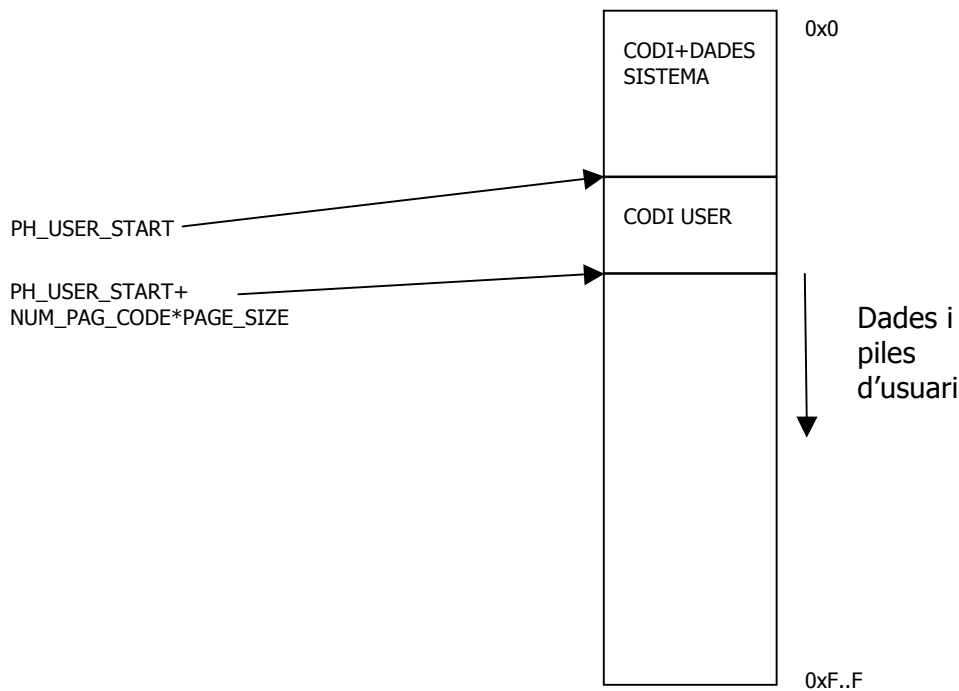 0x0
CODI+DADES
SISTEMA
PH_USER_START
CODI USER
PH_USER_START+
NUM_PAG_CODE*PAGE_SIZE
Dades i
piles
d’usuari
0xF..F